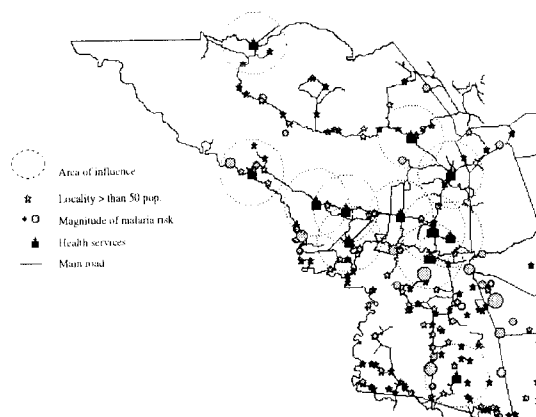 Area of influence
Locality > than 50 pop.
Magnitude of malaria risk
Health services
Main road